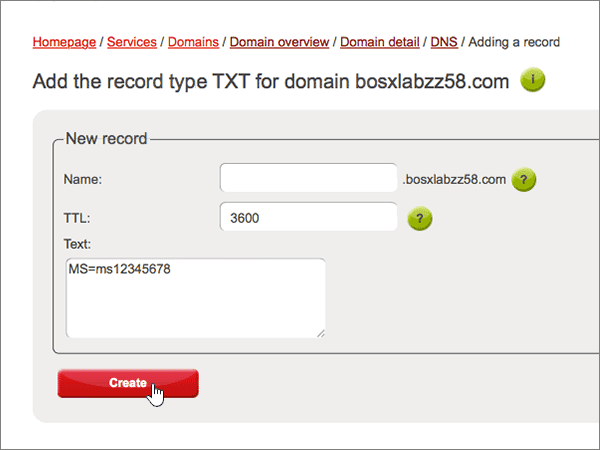 Homepage / Services / Domains / Domain overview / Domain detail / DNS / Adding a record
Add the record type TXT for domain bosxlabzz58.com i
New record
Name: .bosxlabzz58.com ?
TTL: 3600 ?
Text:
MS=ms12345678
Create